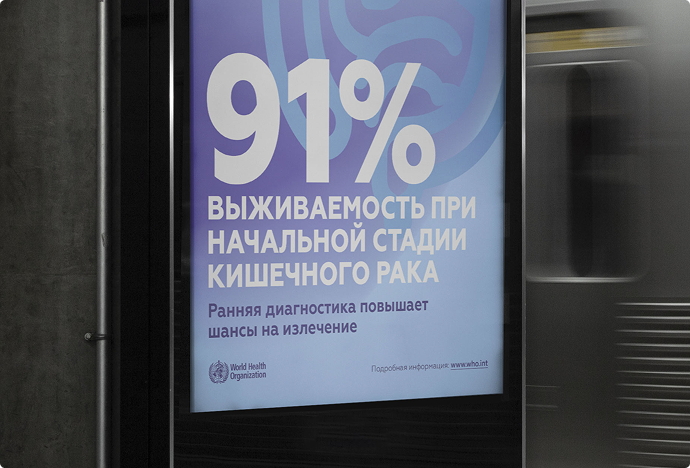 91%
ВЫЖИВАЕМОСТЬ ПРИ
НАЧАЛЬНОЙ СТАДИИ
КИШЕЧНОГО РАКА
Ранняя диагностика повышает
шансы на излечение
World Health
Organization
Подробная информация: www.who.int